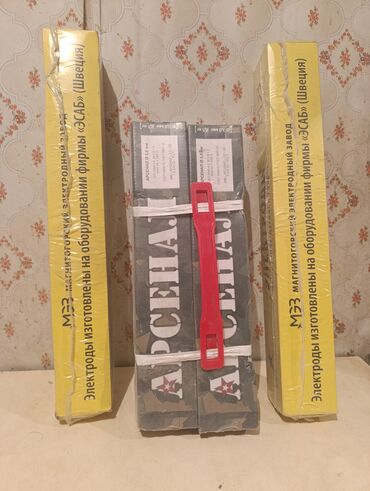 МЭЗ МАГНИТОГОРСКИЙ ЭЛЕКТРОДНЫЙ ЗАВОД
Электроды изготовлены на оборудовании фирмы «ЭСАБ» (Швеция)
АРСЕНАЛ
АРСЕНАЛ
МЭЗ МАГНИТОГОРСКИЙ ЭЛЕКТРОДНЫЙ ЗАВОД
Электроды изготовлены на оборудовании фирмы «ЭСАБ» (Швеция)